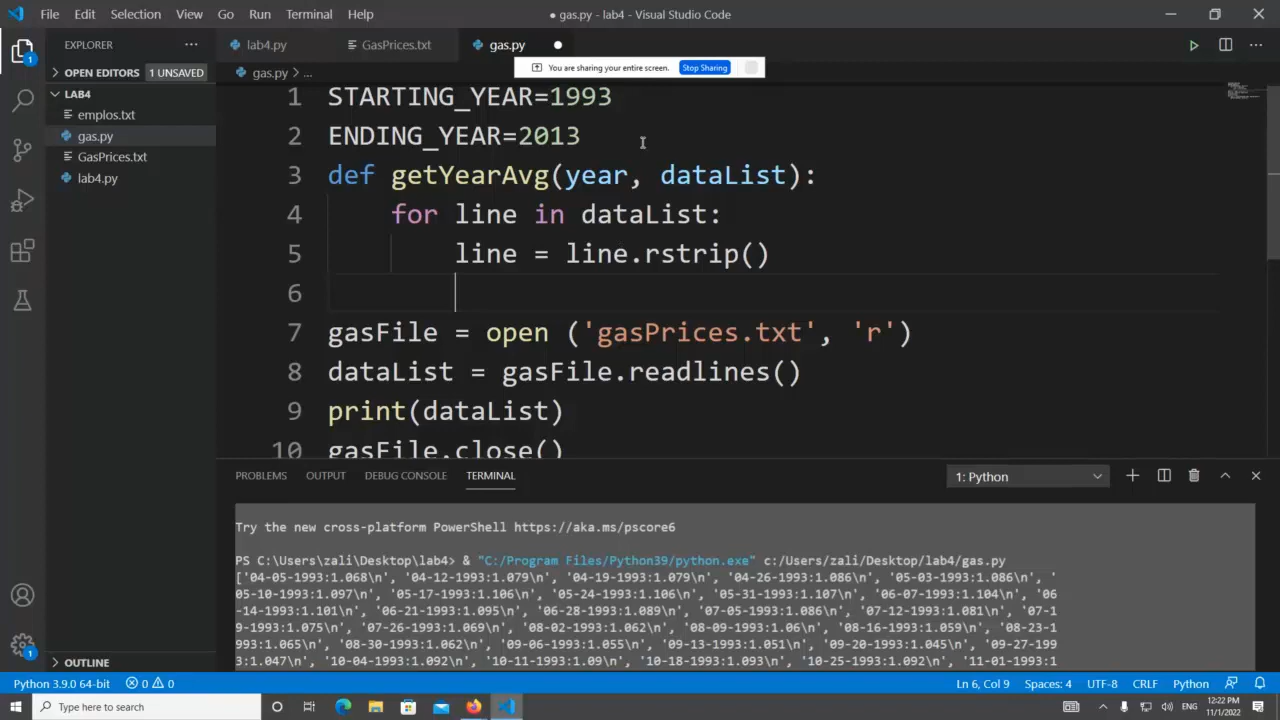 File Edit Selection View Go Run Terminal Help
● gas.py - lab4 - Visual Studio Code
EXPLORER
lab4.py
GasPrices.txt
gas.py
You are sharing your entire screen.
Stop Sharing
OPEN EDITORS 1 UNSAVED
LAB4
emplos.txt
gas.py
GasPrices.txt
lab4.py
OUTLINE
gas.py > ...
1 STARTING_YEAR=1993
2 ENDING_YEAR=2013
3 def getYearAvg(year, dataList):
4 for line in dataList:
5 line = line.rstrip()
6
7 gasFile = open ('gasPrices.txt', 'r')
8 dataList = gasFile.readlines()
9 print(dataList)
10 gasFile.close()
PROBLEMS OUTPUT DEBUG CONSOLE TERMINAL
1: Python
Try the new cross-platform PowerShell https://aka.ms/pscore6
PS C:\Users\zali\Desktop\lab4> & "C:/Program Files/Python39/python.exe" c:/Users/zali/Desktop/lab4/gas.py
['04-05-1993:1.068\n', '04-12-1993:1.079\n', '04-19-1993:1.079\n', '04-26-1993:1.086\n', '05-03-1993:1.086\n', '
05-10-1993:1.097\n', '05-17-1993:1.106\n', '05-24-1993:1.106\n', '05-31-1993:1.107\n', '06-07-1993:1.104\n', '06
-14-1993:1.101\n', '06-21-1993:1.095\n', '06-28-1993:1.089\n', '07-05-1993:1.086\n', '07-12-1993:1.081\n', '07-1
9-1993:1.075\n', '07-26-1993:1.069\n', '08-02-1993:1.062\n', '08-09-1993:1.06\n', '08-16-1993:1.059\n', '08-23-1
993:1.065\n', '08-30-1993:1.062\n', '09-06-1993:1.055\n', '09-13-1993:1.051\n', '09-20-1993:1.045\n', '09-27-199
3:1.047\n', '10-04-1993:1.092\n', '10-11-1993:1.09\n', '10-18-1993:1.093\n', '10-25-1993:1.092\n', '11-01-1993:1
Python 3.9.0 64-bit 0 0
Ln 6, Col 9 Spaces: 4 UTF-8 CRLF Python
1
1
Type here to search
ENG
12:22 PM
11/1/2022